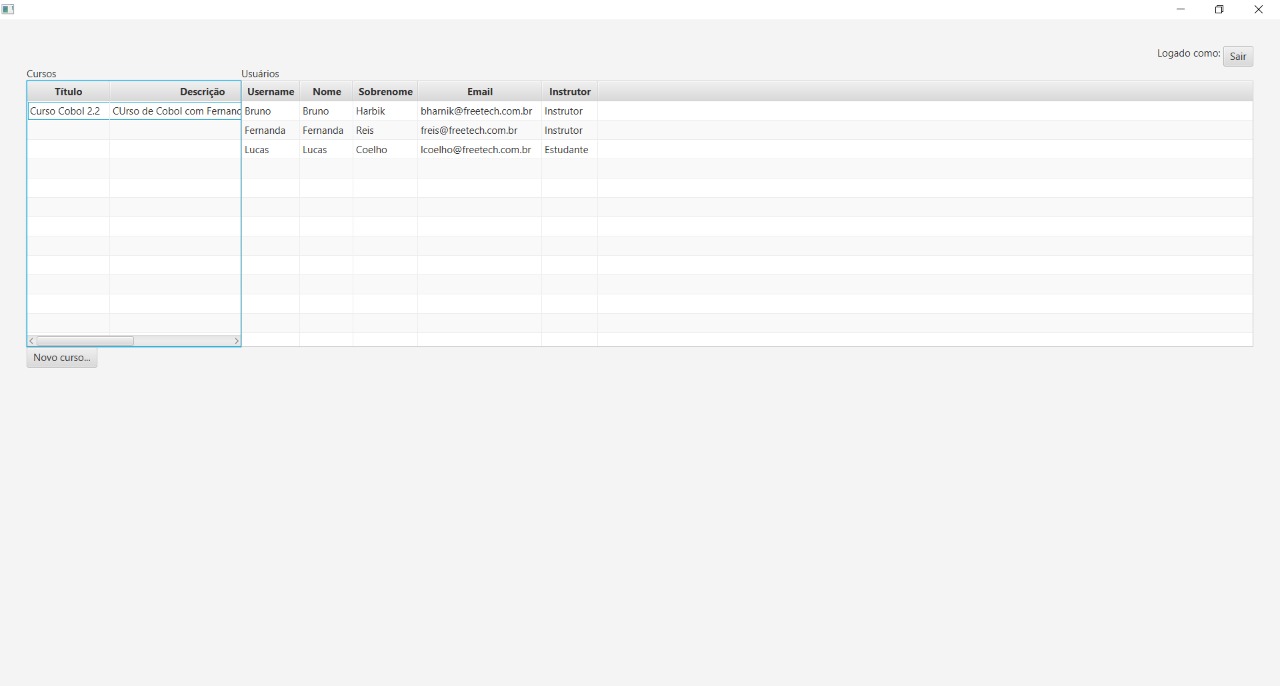 Logado como: Sair
Cursos Usuários
Título Descrição Username Nome Sobrenome Email Instrutor
Curso Cobol 2.2 CUrso de Cobol com Fernanc Bruno Bruno Harbik bharnik@freetech.com.br Instrutor
Fernanda Fernanda Reis freis@freetech.com.br Instrutor
Lucas Lucas Coelho lcoelho@freetech.com.br Estudante
Novo curso...